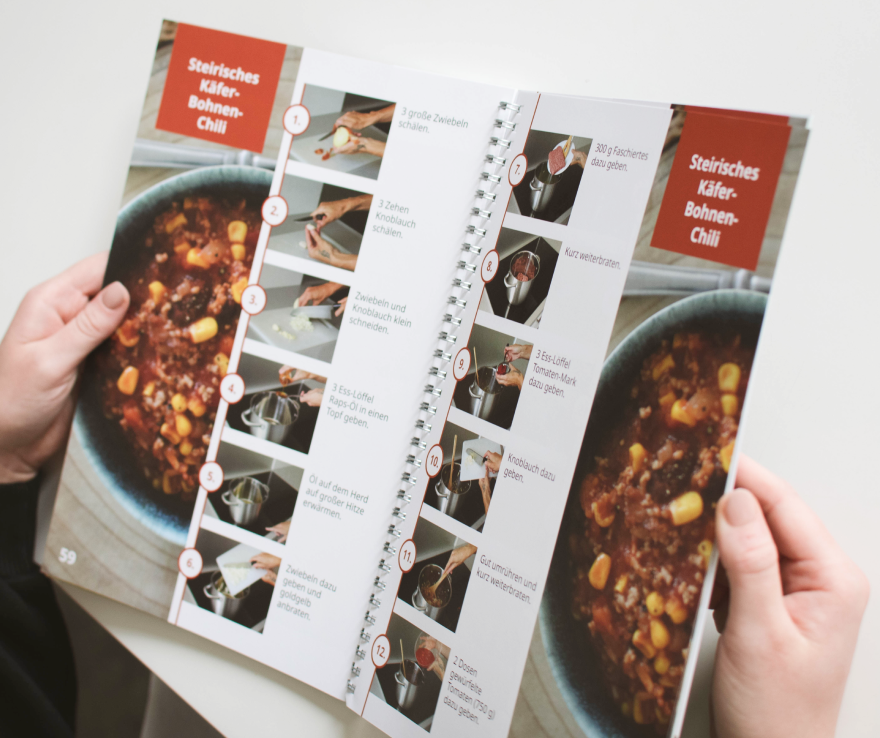 Steirisches
Käfer-
Bohnen-
Chili
1.
3 große Zwiebeln
schälen.
2.
3 Zehen
Knoblauch
schälen.
3.
Zwiebeln und
Knoblauch klein
schneiden.
4.
3 Ess-Löffel
Raps-Öl in einen
Topf geben.
5.
Öl auf dem Herd
auf großer Hitze
erwärmen.
6.
Zwiebeln dazu
geben und
goldgelb
anbraten.
59
7.
300 g Faschiertes
dazu geben.
8.
Kurz weiterbraten.
9.
3 Ess-Löffel
Tomaten-Mark
dazu geben.
10.
Knoblauch dazu
geben.
11.
Gut umrühren und
kurz weiterbraten.
12.
2 Dosen
gewürfelte
Tomaten (750 g)
dazu geben.
Steirisches
Käfer-
Bohnen-
Chili